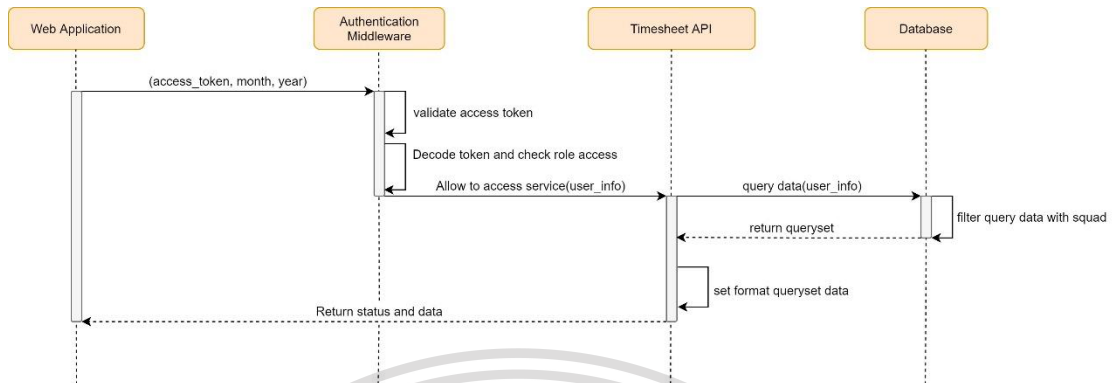 Web Application
Authentication
Middleware
Timesheet API
Database
(access_token, month, year)
validate access token
Decode token and check role access
Allow to access service(user_info)
query data(user_info)
filter query data with squad
return queryset
set format queryset data
Return status and data